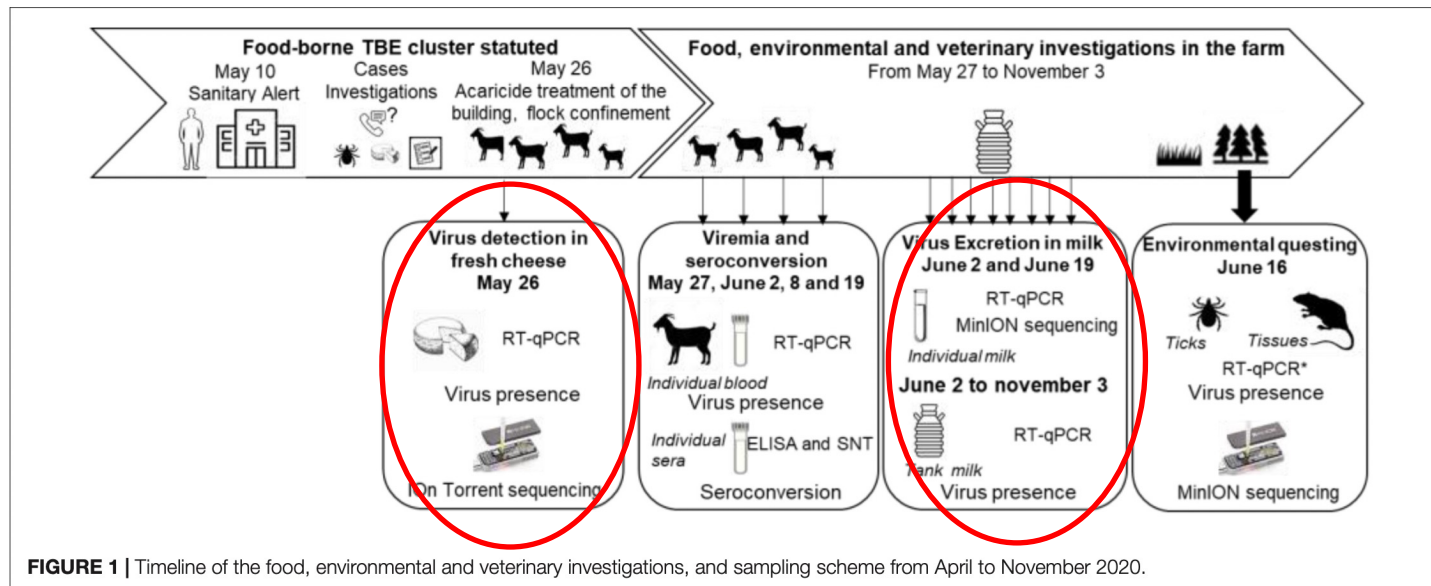 Food-borne TBE cluster statuted
May 10
Sanitary Alert
Cases
Investigations
?
May 26
Acaricide treatment of the
building, flock confinement
Food, environmental and veterinary investigations in the farm
From May 27 to November 3
Virus detection in
fresh cheese
May 26
RT-qPCR
Virus presence
IOn Torrent sequencing
Viremia and
seroconversion
May 27, June 2, 8 and 19
RT-qPCR
Individual blood
Virus presence
Individual
sera
ELISA and SNT
Seroconversion
Virus Excretion in milk
June 2 and June 19
RT-qPCR
MinION sequencing
Individual milk
June 2 to november 3
RT-qPCR
Tank milk
Virus presence
Environmental questing
June 16
Ticks
Tissues
RT-qPCR*
Virus presence
MinION sequencing
FIGURE 1 | Timeline of the food, environmental and veterinary investigations, and sampling scheme from April to November 2020.